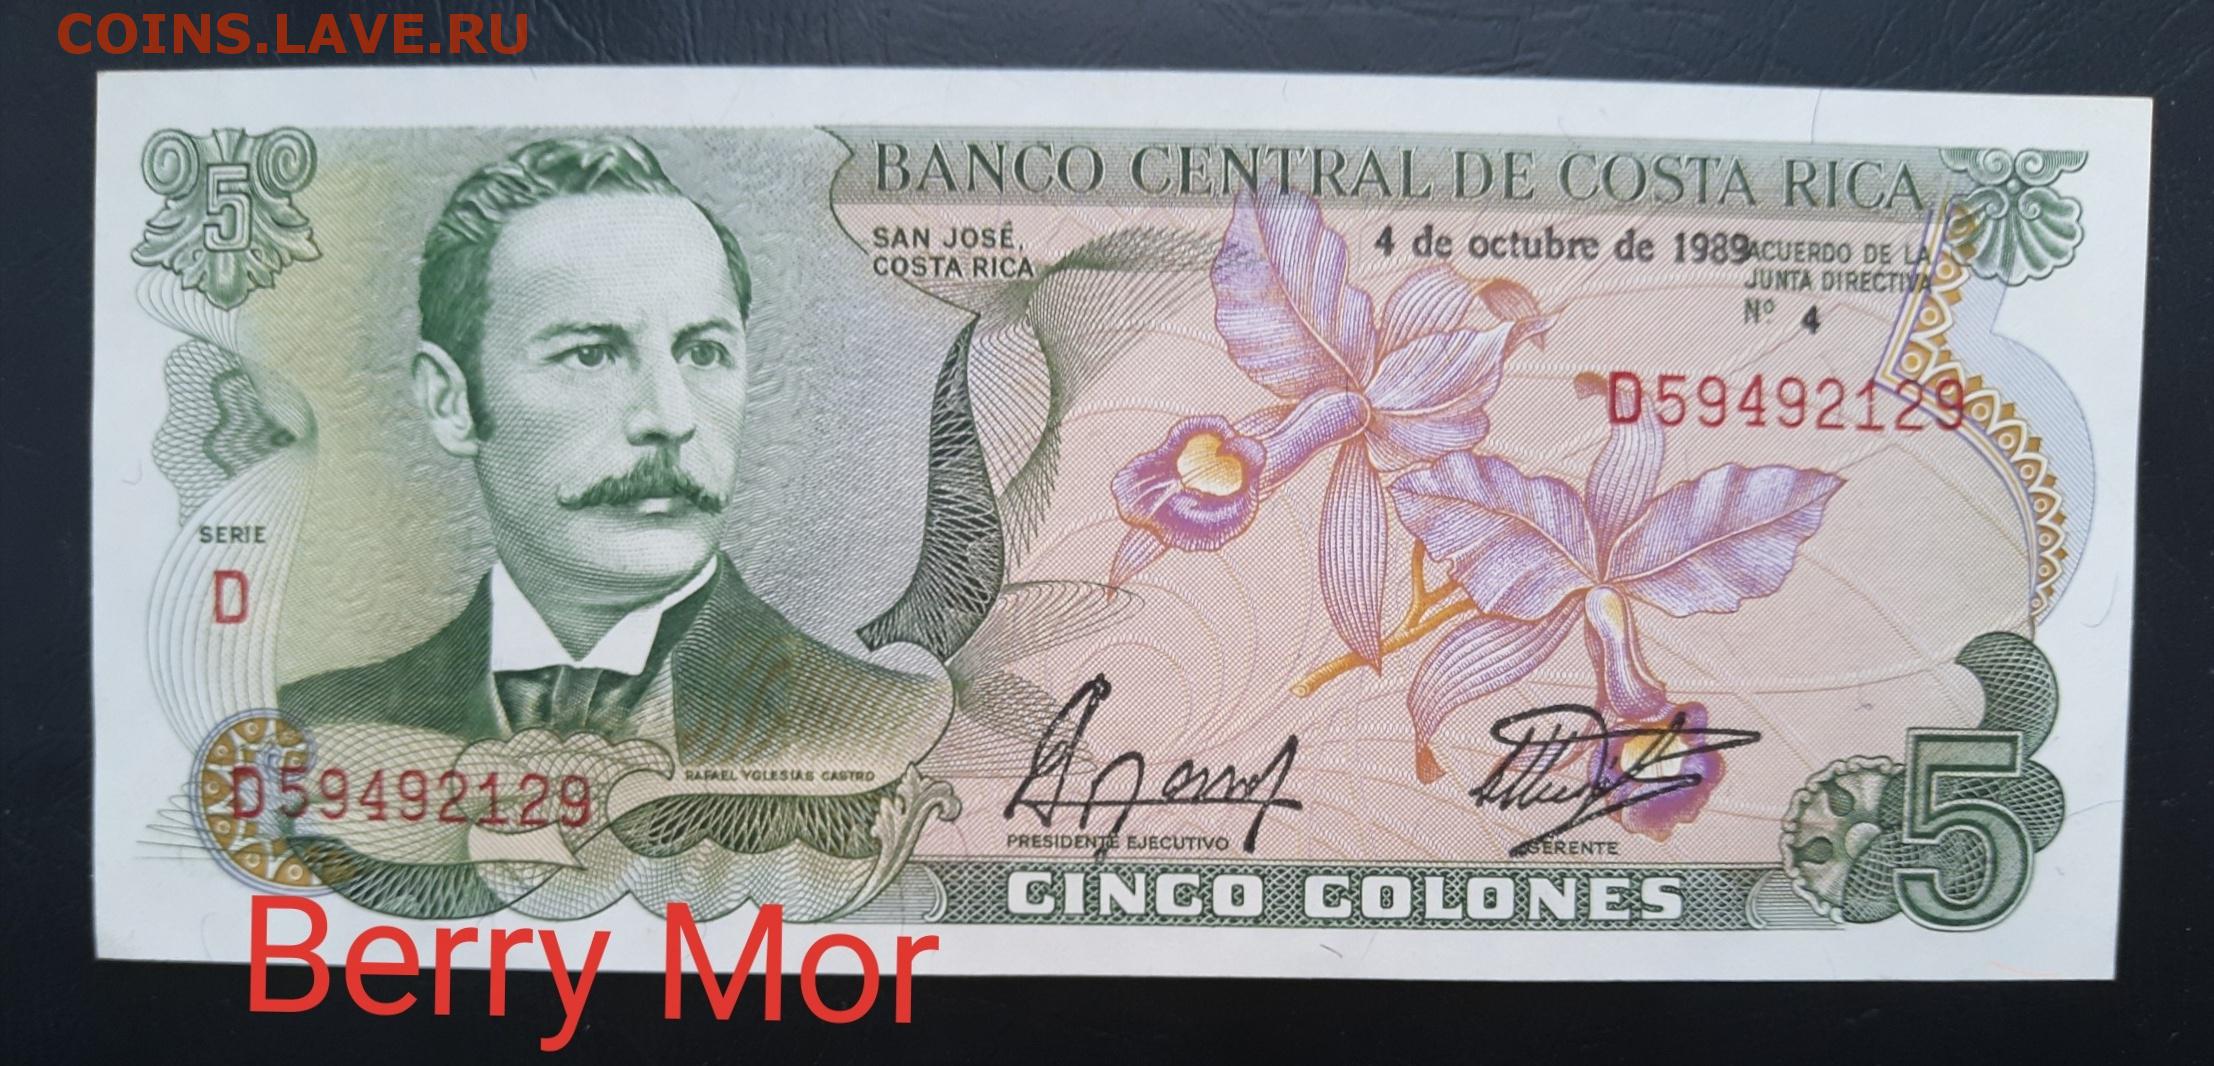 COINS.LAVE.RU
5
BANCO CENTRAL DE COSTA RICA
SAN JOSÉ,
COSTA RICA
4 de octubre de 1989
ACUERDO DE LA
JUNTA DIRECTIVA
Nº 4
D59492129
SERIE
D
D59492129
RAFAEL YGLESIAS CASTRO
PRESIDENTE EJECUTIVO
GERENTE
CINCO COLONES
5
Berry Mor